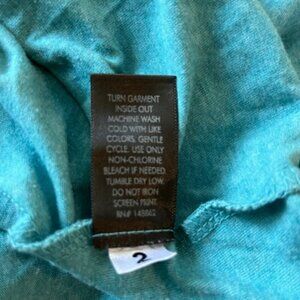 TURN GARMENT
INSIDE OUT
MACHINE WASH
COLD WITH LIKE
COLORS, GENTLE
CYCLE. USE ONLY
NON-CHLORINE
BLEACH IF NEEDED.
TUMBLE DRY LOW.
DO NOT IRON
SCREEN PRINT.
RN# 148862
2